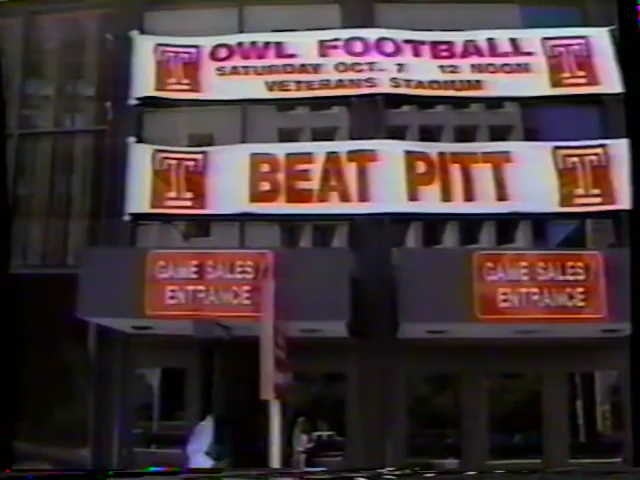 T OWL FOOTBALL T
SATURDAY OCT. 7 12 NOON
VETERANS STADIUM
T BEAT PITT T
GAME SALES / GAME SALES /
ENTRANCE ENTRANCE